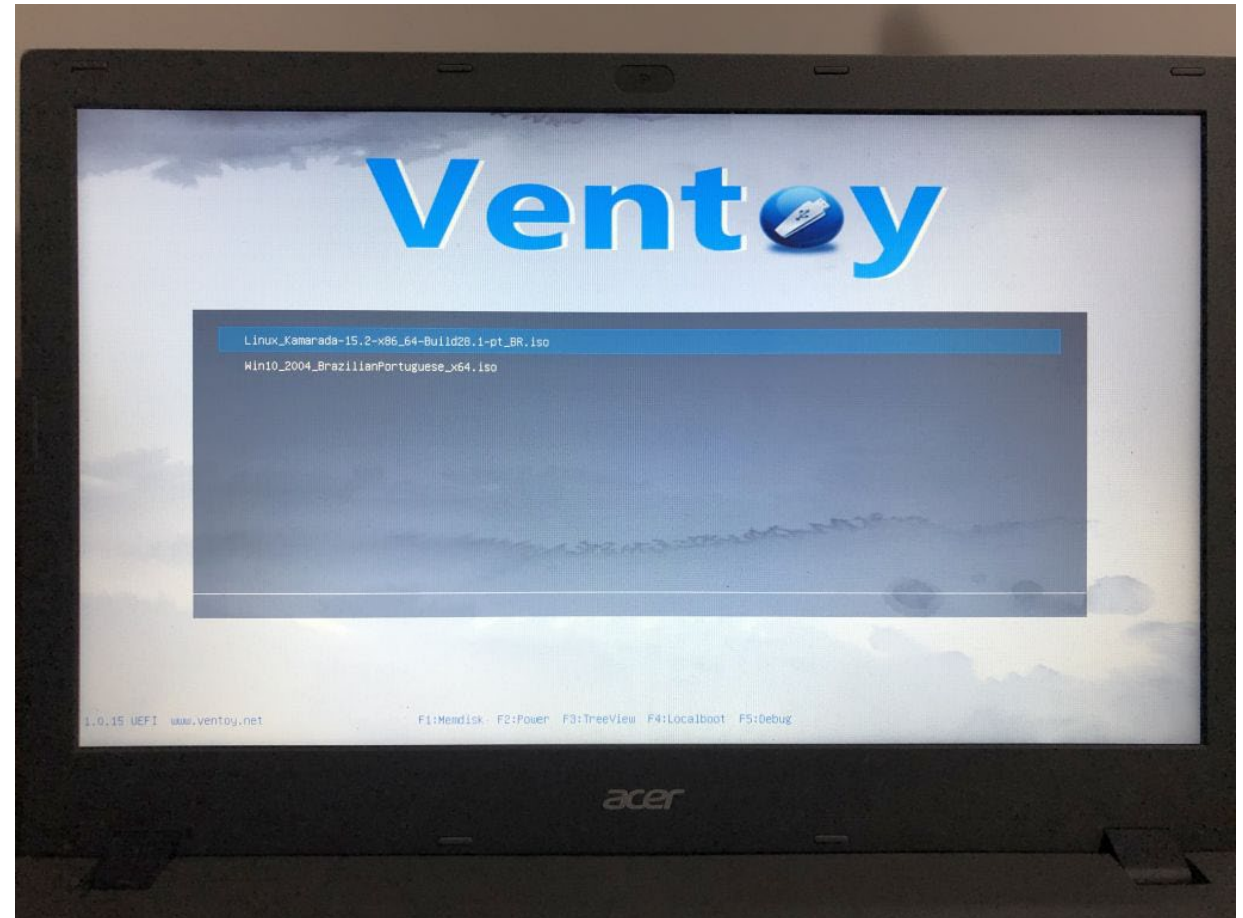 Ventoy
Linux_Kamarada-15.2-x86_64-Build28.1-pt_BR.iso
Win10_2004_BrazilianPortuguese_x64.iso
1.0.15 UEFI www.ventoy.net F1:Memdisk F2:Power F3:TreeView F4:Localboot F5:Debug
acer